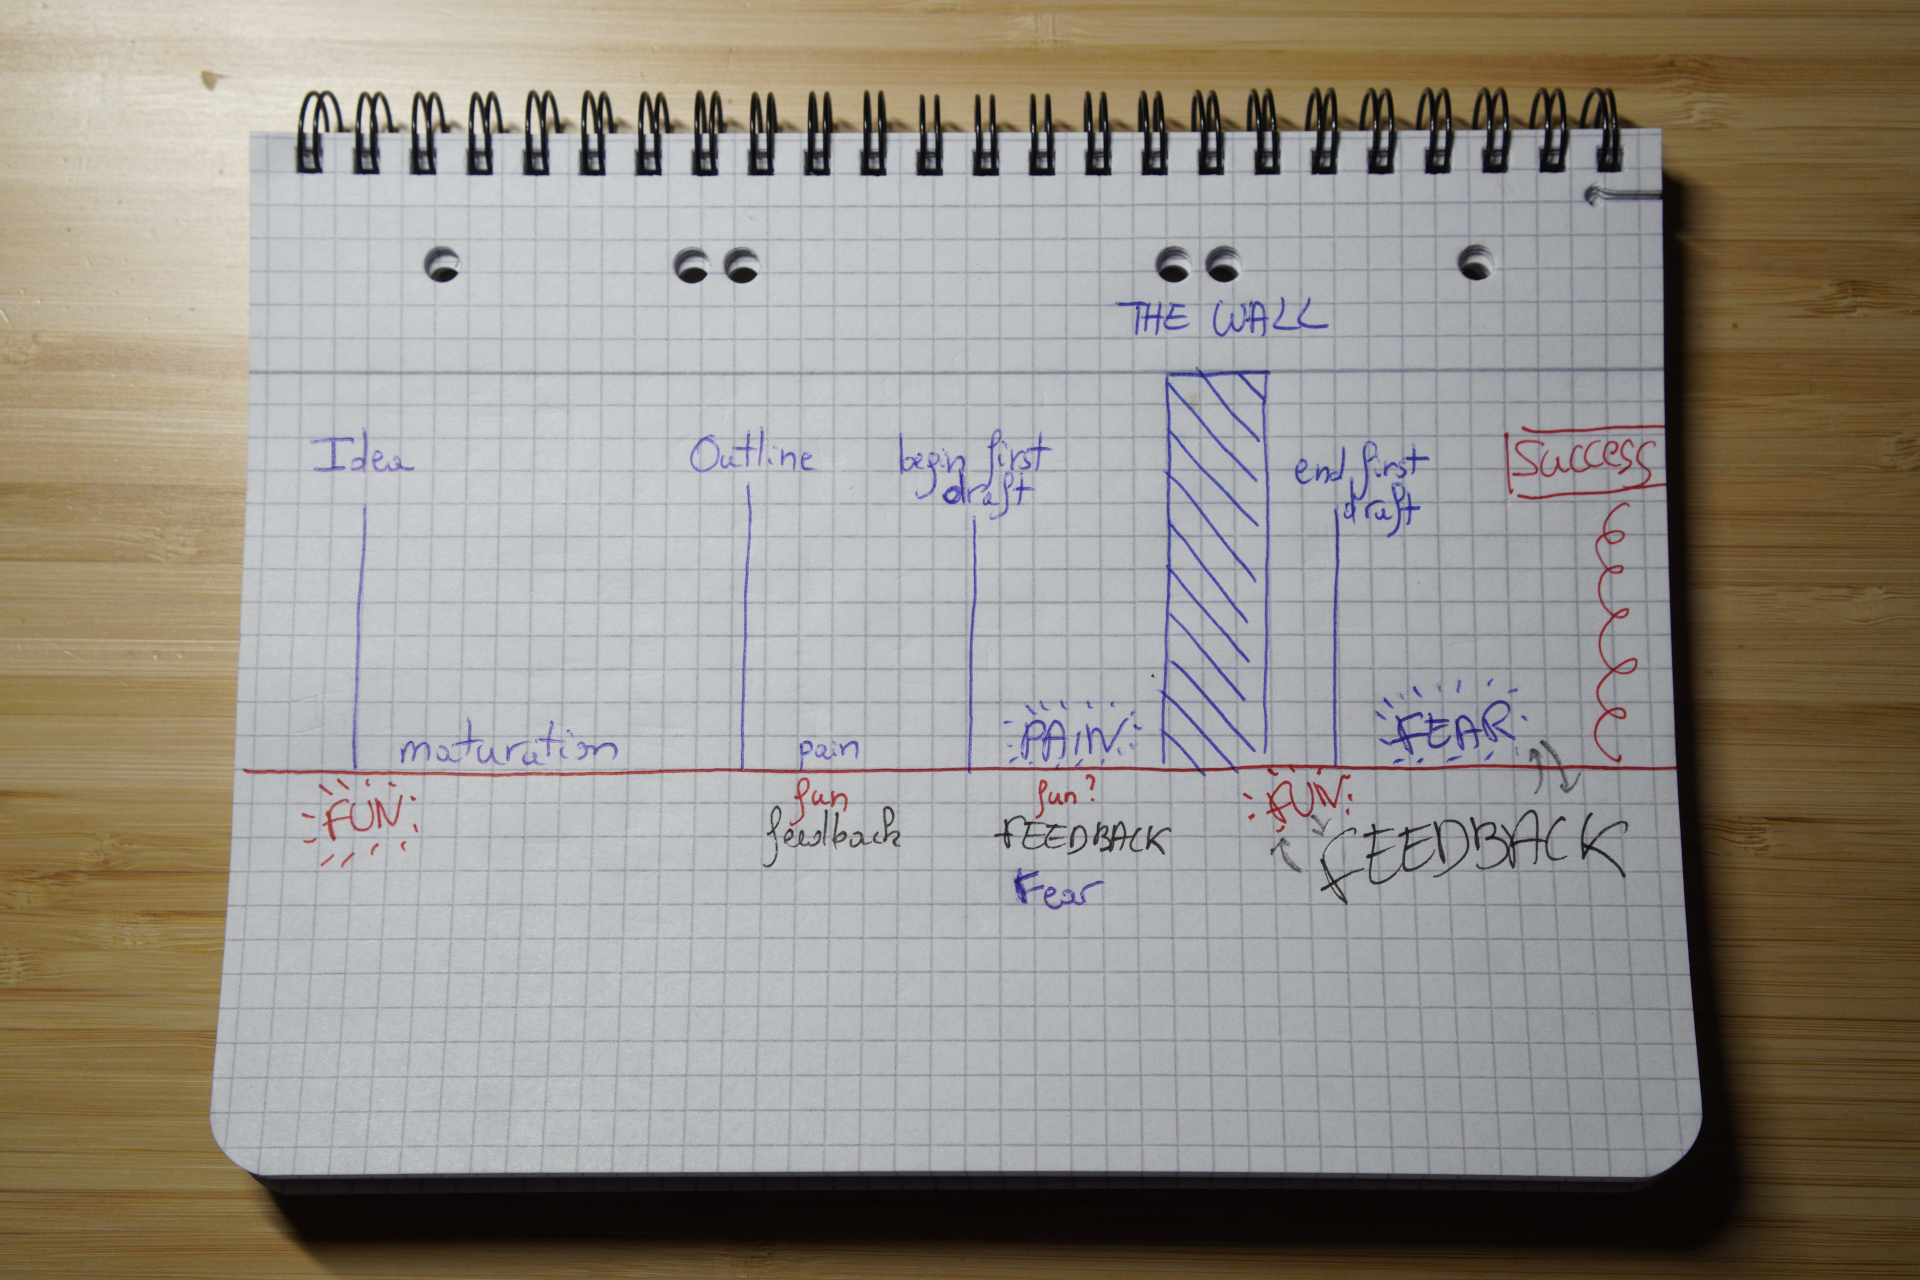 THE WALL
Idea
Outline
begin first
draft
end first
draft
Success
maturation
pain
PAIN
FEAR
FUN
fun
feedback
fun?
FEEDBACK
Fear
FUN
FEEDBACK